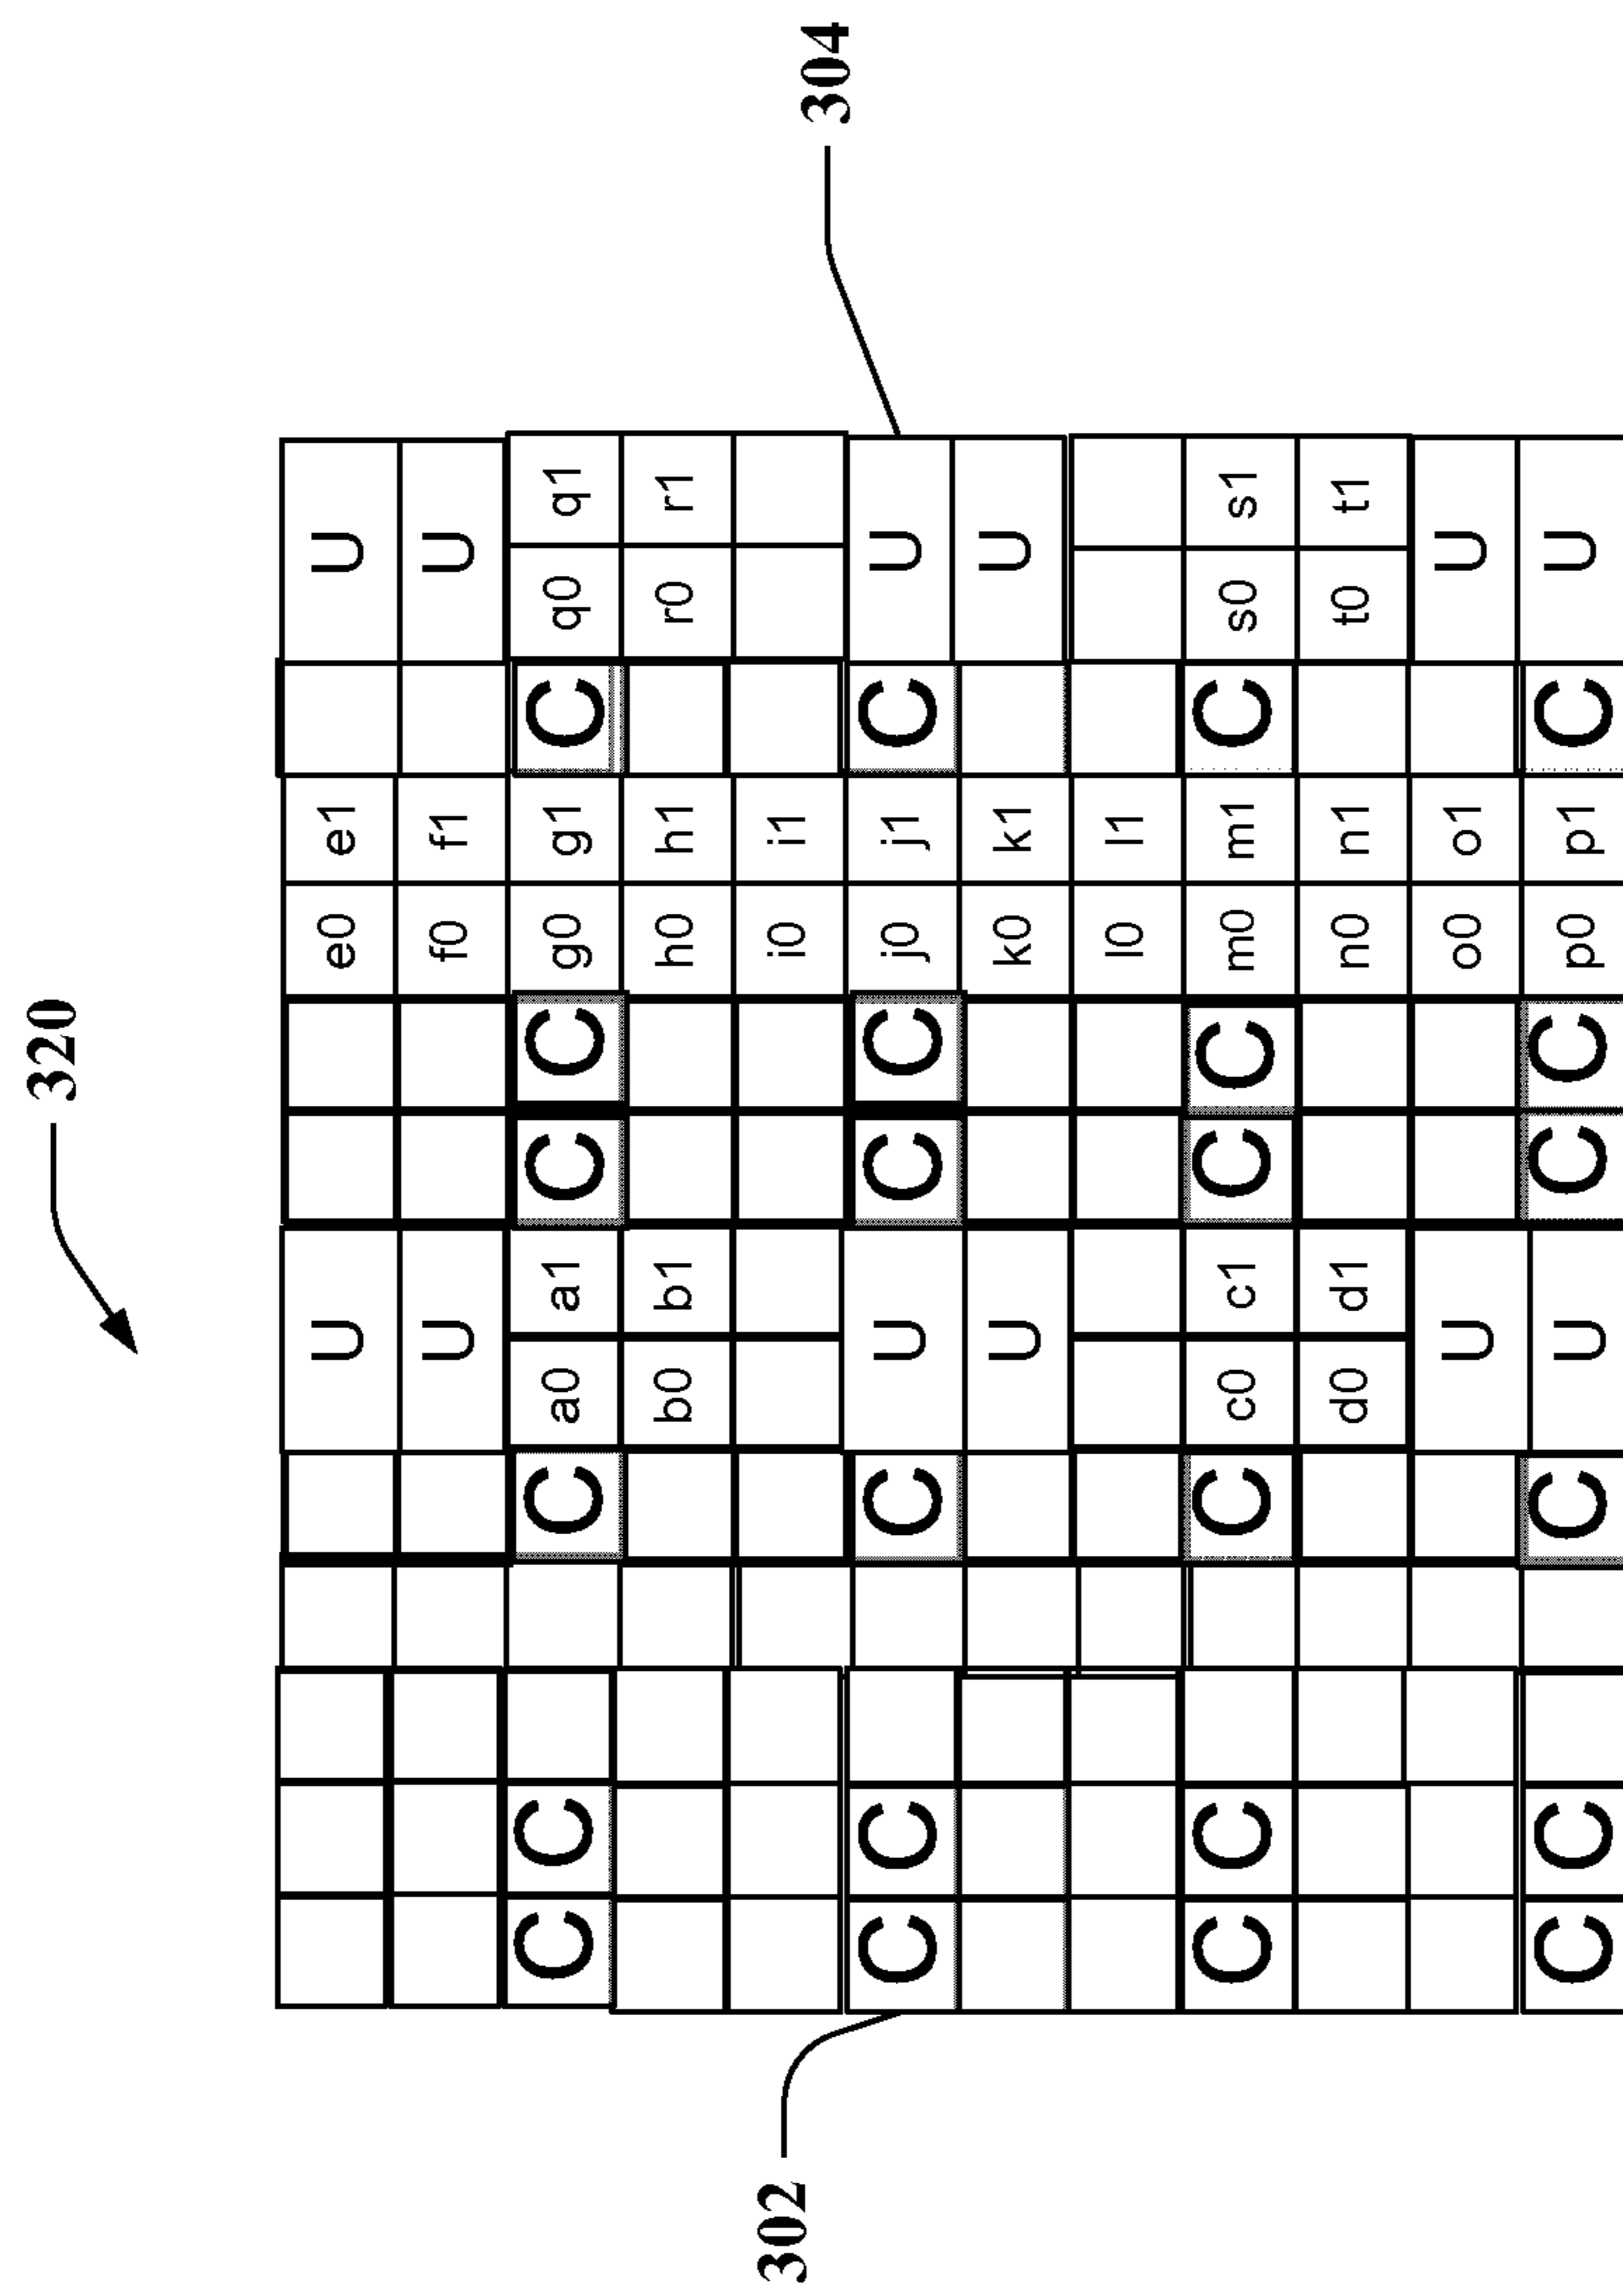 320
U e0 e1 U
U f0 f1 U
C C C a0 a1 C C g0 g1 C q0 q1
b0 b1 h0 h1 r0 r1
302 i0 i1 304
C C C U C C j0 j1 C U
U k0 k1 U
l0 l1
C C C c0 c1 C C m0 m1 C s0 s1
d0 d1 n0 n1 t0 t1
U o0 o1 U
C C C U C C p0 p1 C U